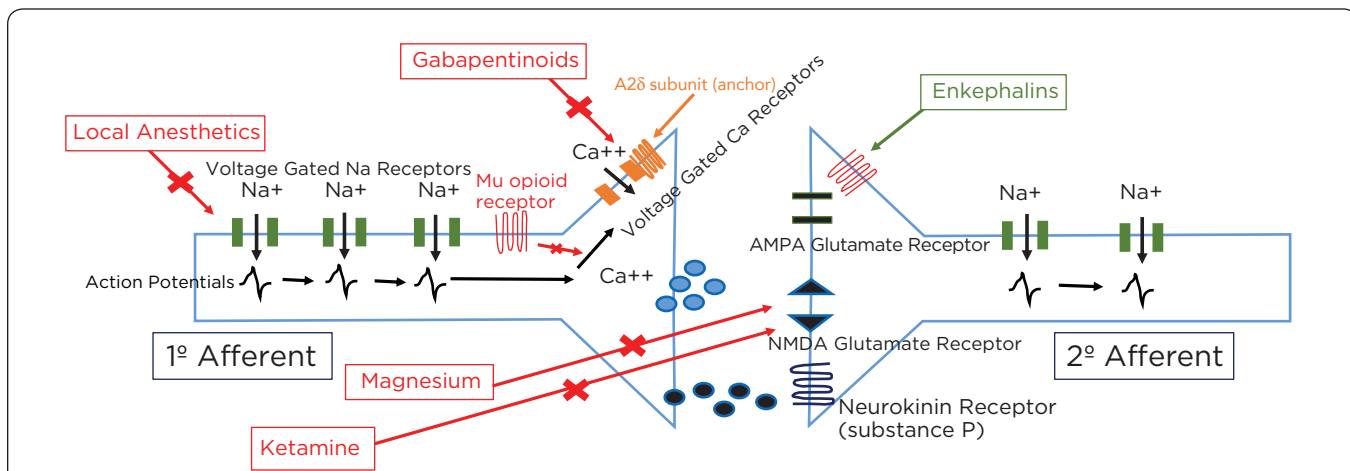 Gabapentinoids
A2δ subunit (anchor)
Enkephalins
Local Anesthetics
Voltage Gated Na Receptors
Ca++
Voltage Gated Ca Receptors
Na+
Na+
Na+
Mu opioid
receptor
Na+
Na+
AMPA Glutamate Receptor
Action Potentials
Ca++
1º Afferent
NMDA Glutamate Receptor
2º Afferent
Magnesium
Neurokinin Receptor
(substance P)
Ketamine